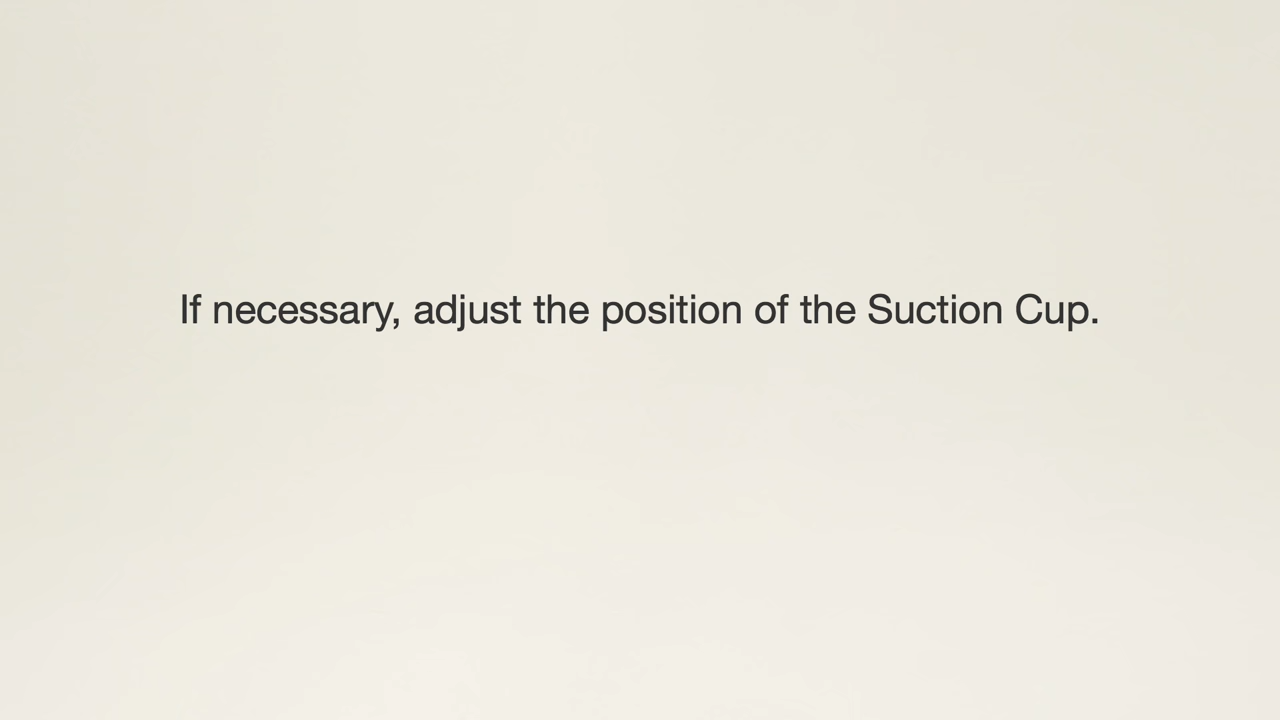 If necessary, adjust the position of the Suction Cup.